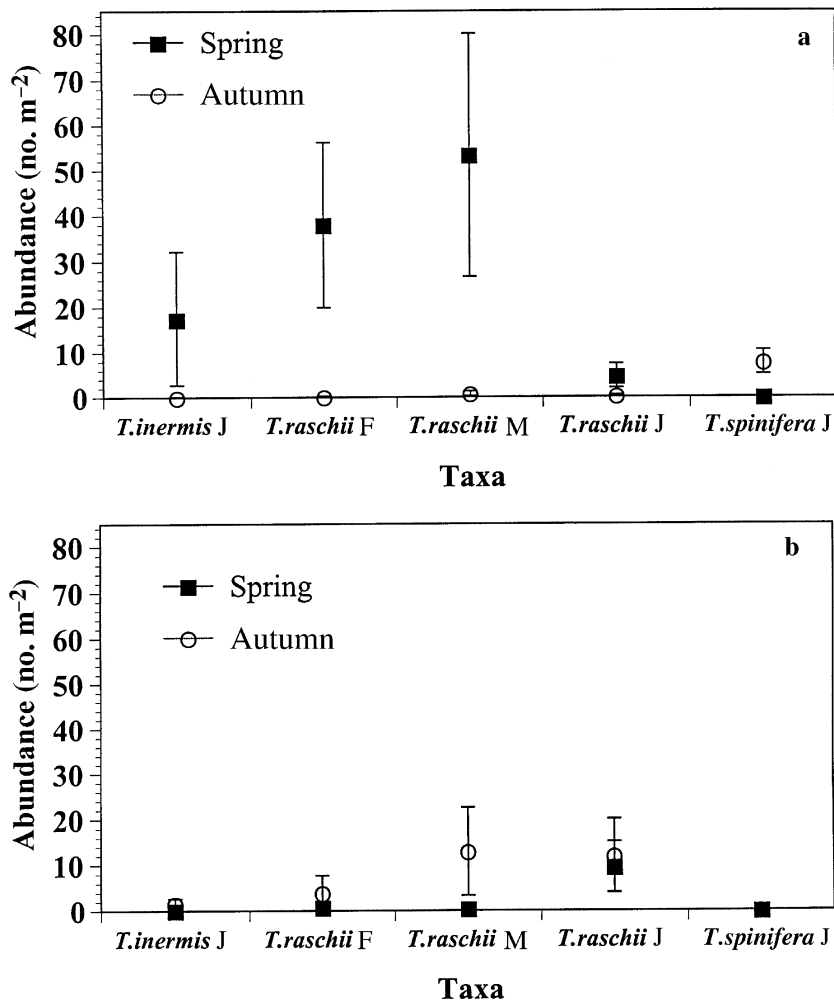 a
80
70
60
50
40
30
20
10
0
Abundance (no. m⁻²)
Spring
Autumn
T.inermis J T.raschii F T.raschii M T.raschii J T.spinifera J
Taxa
b
80
70
60
50
40
30
20
10
0
Abundance (no. m⁻²)
Spring
Autumn
T.inermis J T.raschii F T.raschii M T.raschii J T.spinifera J
Taxa